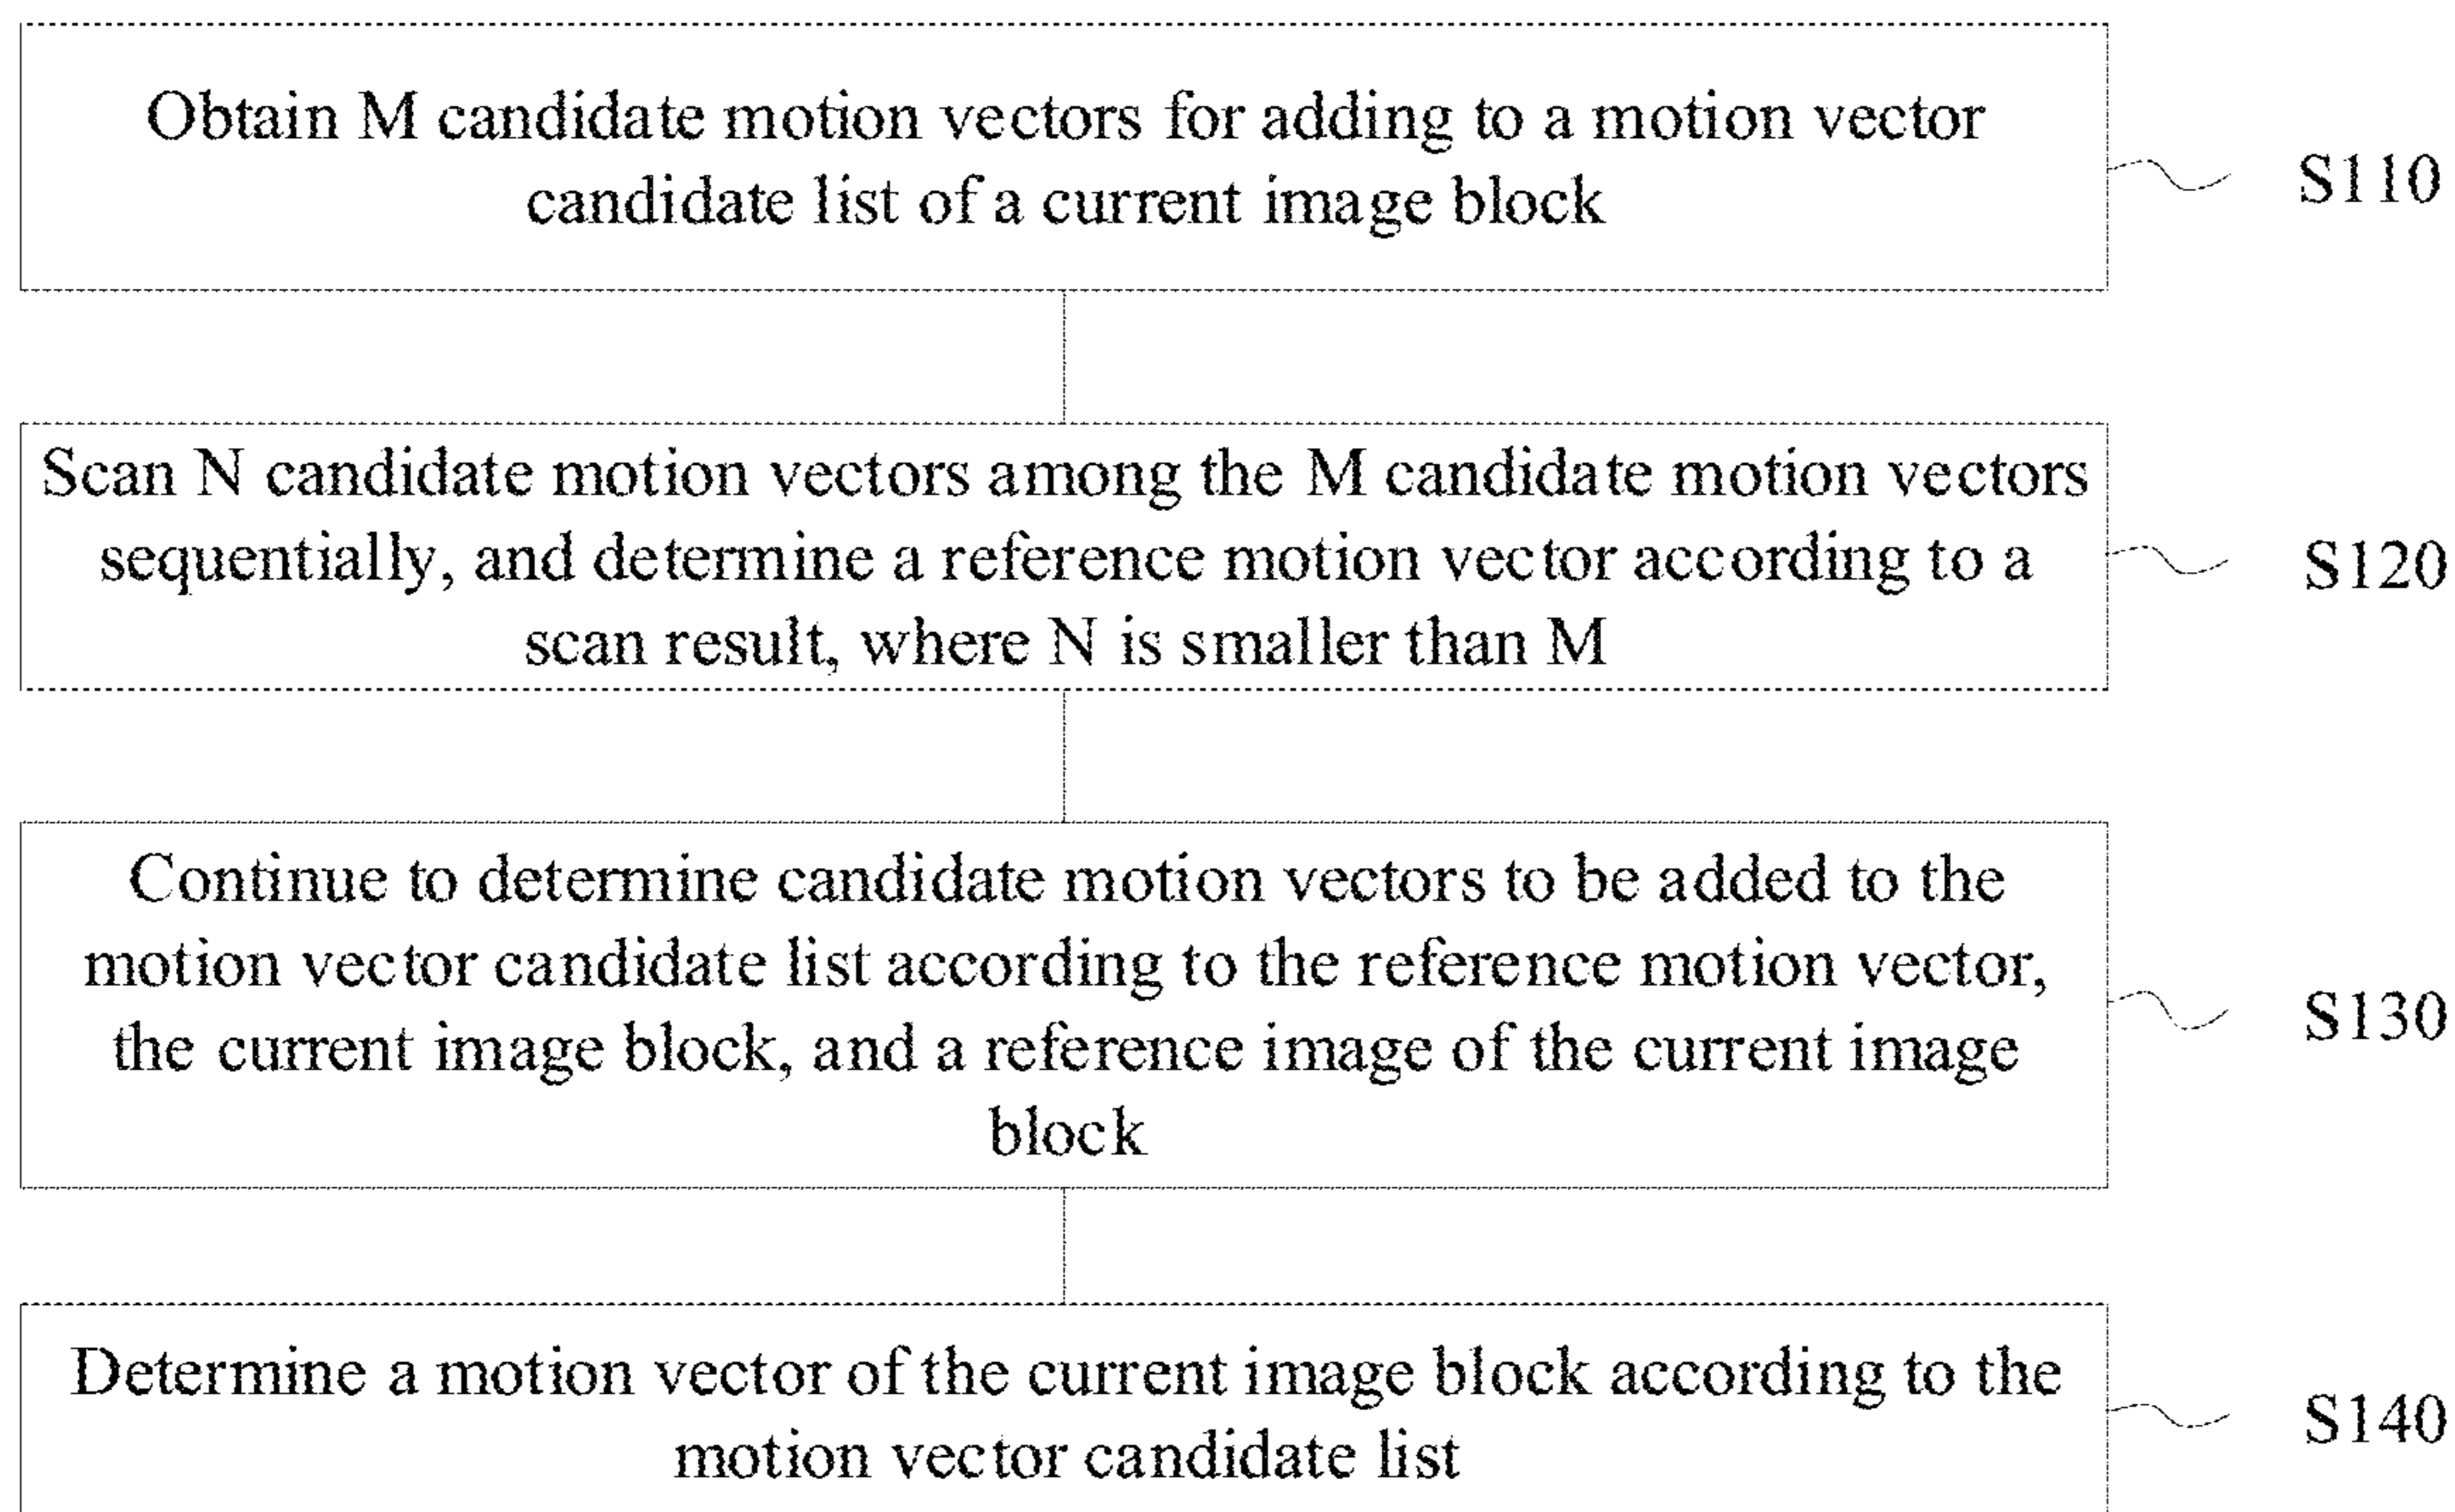 Obtain M candidate motion vectors for adding to a motion vector
candidate list of a current image block
S110
Scan N candidate motion vectors among the M candidate motion vectors
sequentially, and determine a reference motion vector according to a
scan result, where N is smaller than M
S120
Continue to determine candidate motion vectors to be added to the
motion vector candidate list according to the reference motion vector,
the current image block, and a reference image of the current image
block
S130
Determine a motion vector of the current image block according to the
motion vector candidate list
S140